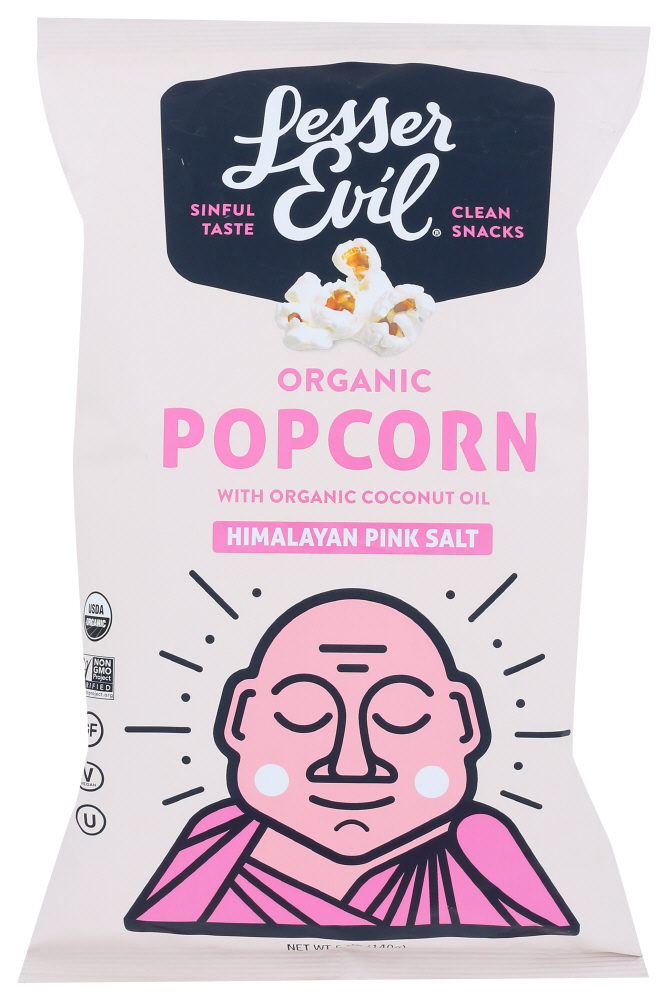 Lesser
Evil®
SINFUL
TASTE
CLEAN
SNACKS
ORGANIC
POPCORN
WITH ORGANIC COCONUT OIL
HIMALAYAN PINK SALT
USDA
ORGANIC
NON
GMO
Project
GF
V
VEGAN
U
NET WT